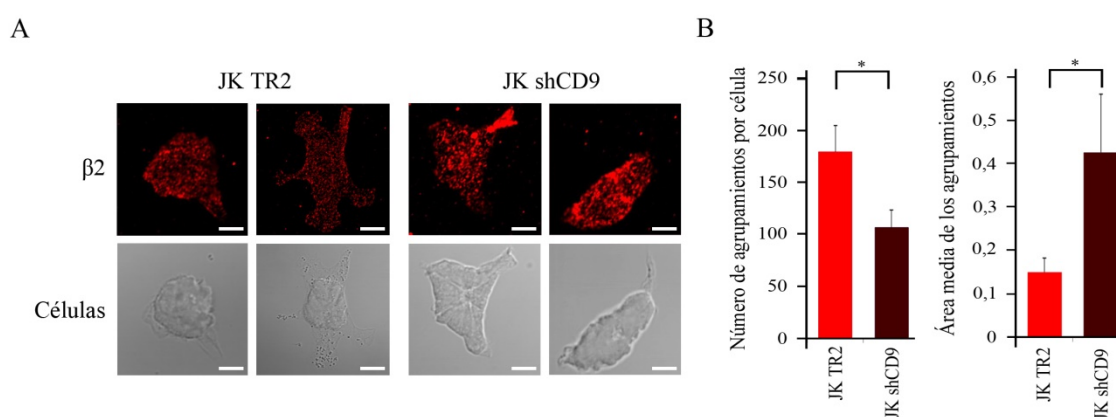 A
JK TR2
JK shCD9
β2
Células
B
Número de agrupamientos por célula
250
200
150
100
50
0
*
JK TR2
JK shCD9
Área media de los agrupamientos
0,6
0,5
0,4
0,3
0,2
0,1
0
*
JK TR2
JK shCD9